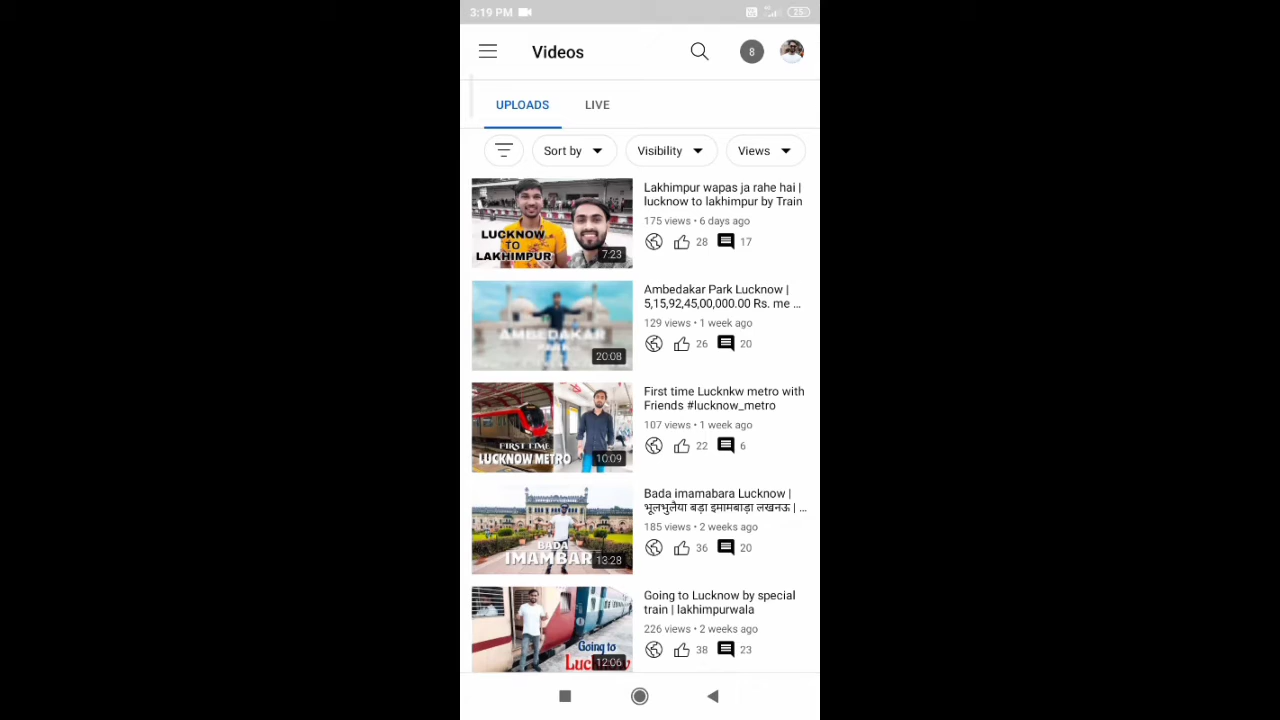 3:19 PM
25
Videos
8
UPLOADS
LIVE
Sort by
Visibility
Views
LUCKNOW
TO
LAKHIMPUR
7:23
Lakhimpur wapas ja rahe hai |
lucknow to lakhimpur by Train
175 views • 6 days ago
28
17
AMBEDAKAR
PARK
20:08
Ambedakar Park Lucknow |
5,15,92,45,00,000.00 Rs. me ...
129 views • 1 week ago
26
20
FIRST TIME
LUCKNOW METRO
10:09
First time Lucknkw metro with
Friends #lucknow_metro
107 views • 1 week ago
22
6
BADA
IMAMBAR
13:28
Bada imamabara Lucknow |
भूलभुलैया बड़ा इमामबाड़ा लखनऊ | ...
185 views • 2 weeks ago
36
20
Going to
12:06
Going to Lucknow by special
train | lakhimpurwala
226 views • 2 weeks ago
38
23